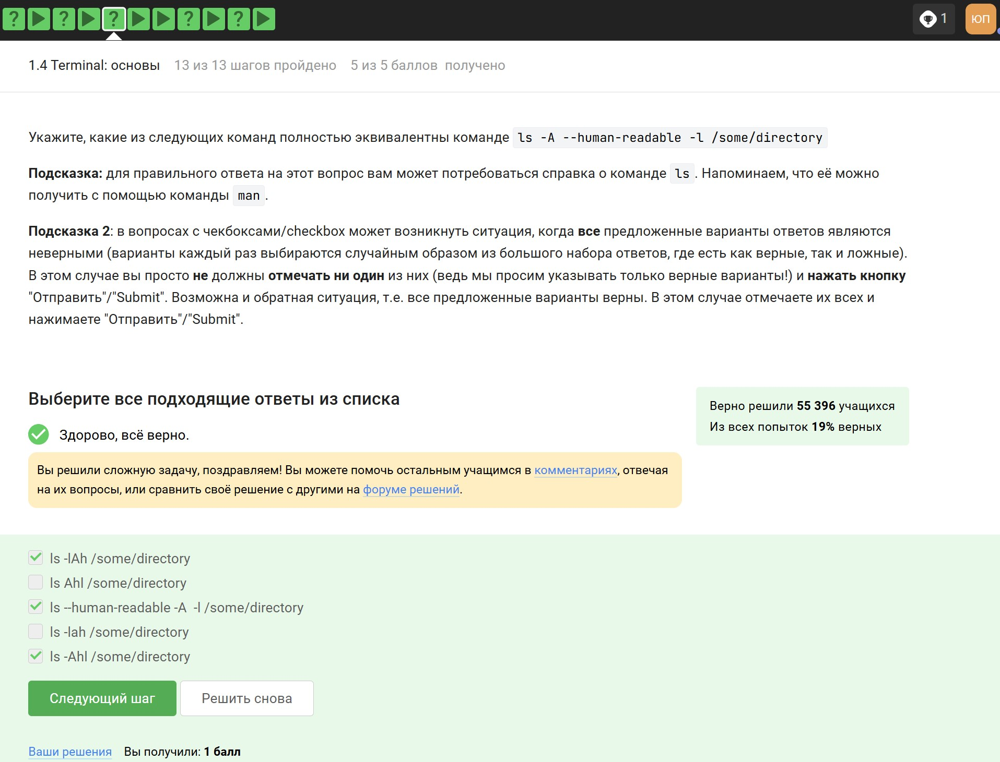 ? ? ? ? ?
1
ЮП
1.4 Terminal: основы 13 из 13 шагов пройдено 5 из 5 баллов получено
Укажите, какие из следующих команд полностью эквивалентны команде ls -A --human-readable -l /some/directory
Подсказка: для правильного ответа на этот вопрос вам может потребоваться справка о команде ls . Напоминаем, что её можно
получить с помощью команды man .
Подсказка 2: в вопросах с чекбоксами/checkbox может возникнуть ситуация, когда все предложенные варианты ответов являются
неверными (варианты каждый раз выбираются случайным образом из большого набора ответов, где есть как верные, так и ложные).
В этом случае вы просто не должны отмечать ни один из них (ведь мы просим указывать только верные варианты!) и нажать кнопку
"Отправить"/"Submit". Возможна и обратная ситуация, т.е. все предложенные варианты верны. В этом случае отмечаете их всех и
нажимаете "Отправить"/"Submit".
Выберите все подходящие ответы из списка
Верно решили 55 396 учащихся
Из всех попыток 19% верных
Здорово, всё верно.
Вы решили сложную задачу, поздравляем! Вы можете помочь остальным учащимся в комментариях, отвечая
на их вопросы, или сравнить своё решение с другими на форуме решений.
ls -lAh /some/directory
ls Ahl /some/directory
ls --human-readable -A  -l /some/directory
ls -lah /some/directory
ls -Ahl /some/directory
Следующий шаг Решить снова
Ваши решения Вы получили: 1 балл